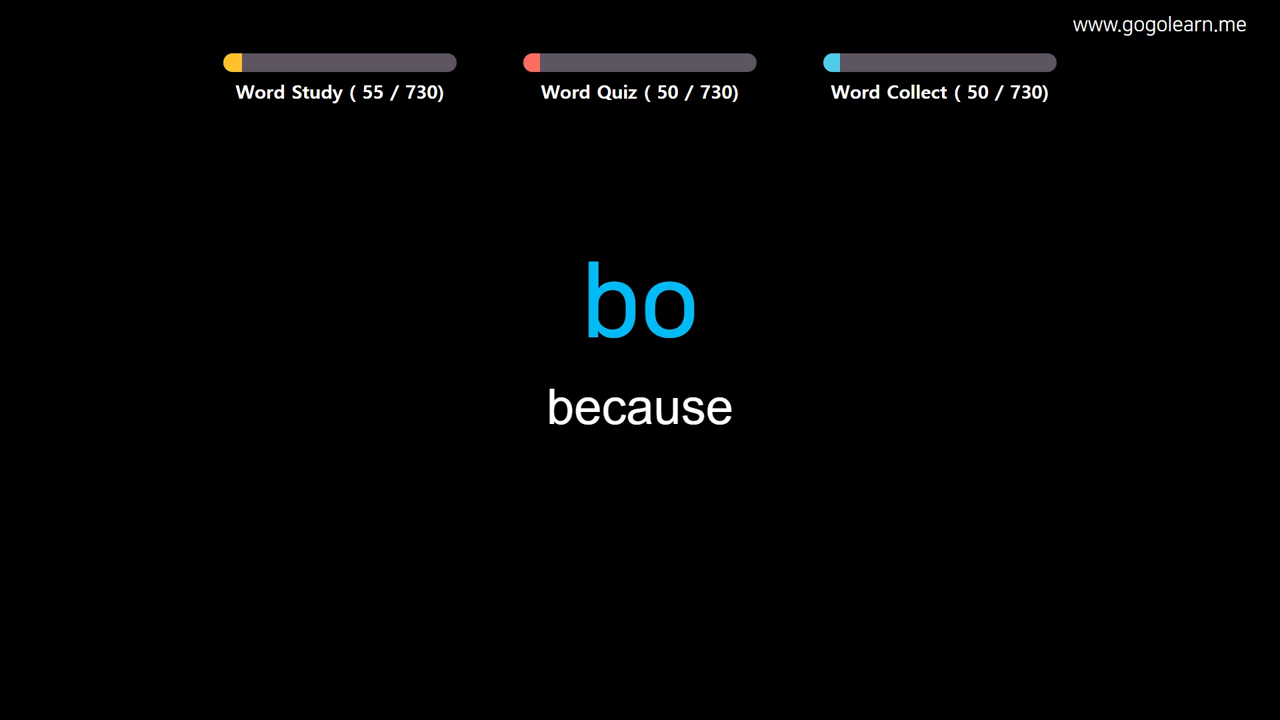 www.gogolearn.me
Word Study ( 55 / 730)
Word Quiz ( 50 / 730)
Word Collect ( 50 / 730)
bo
because